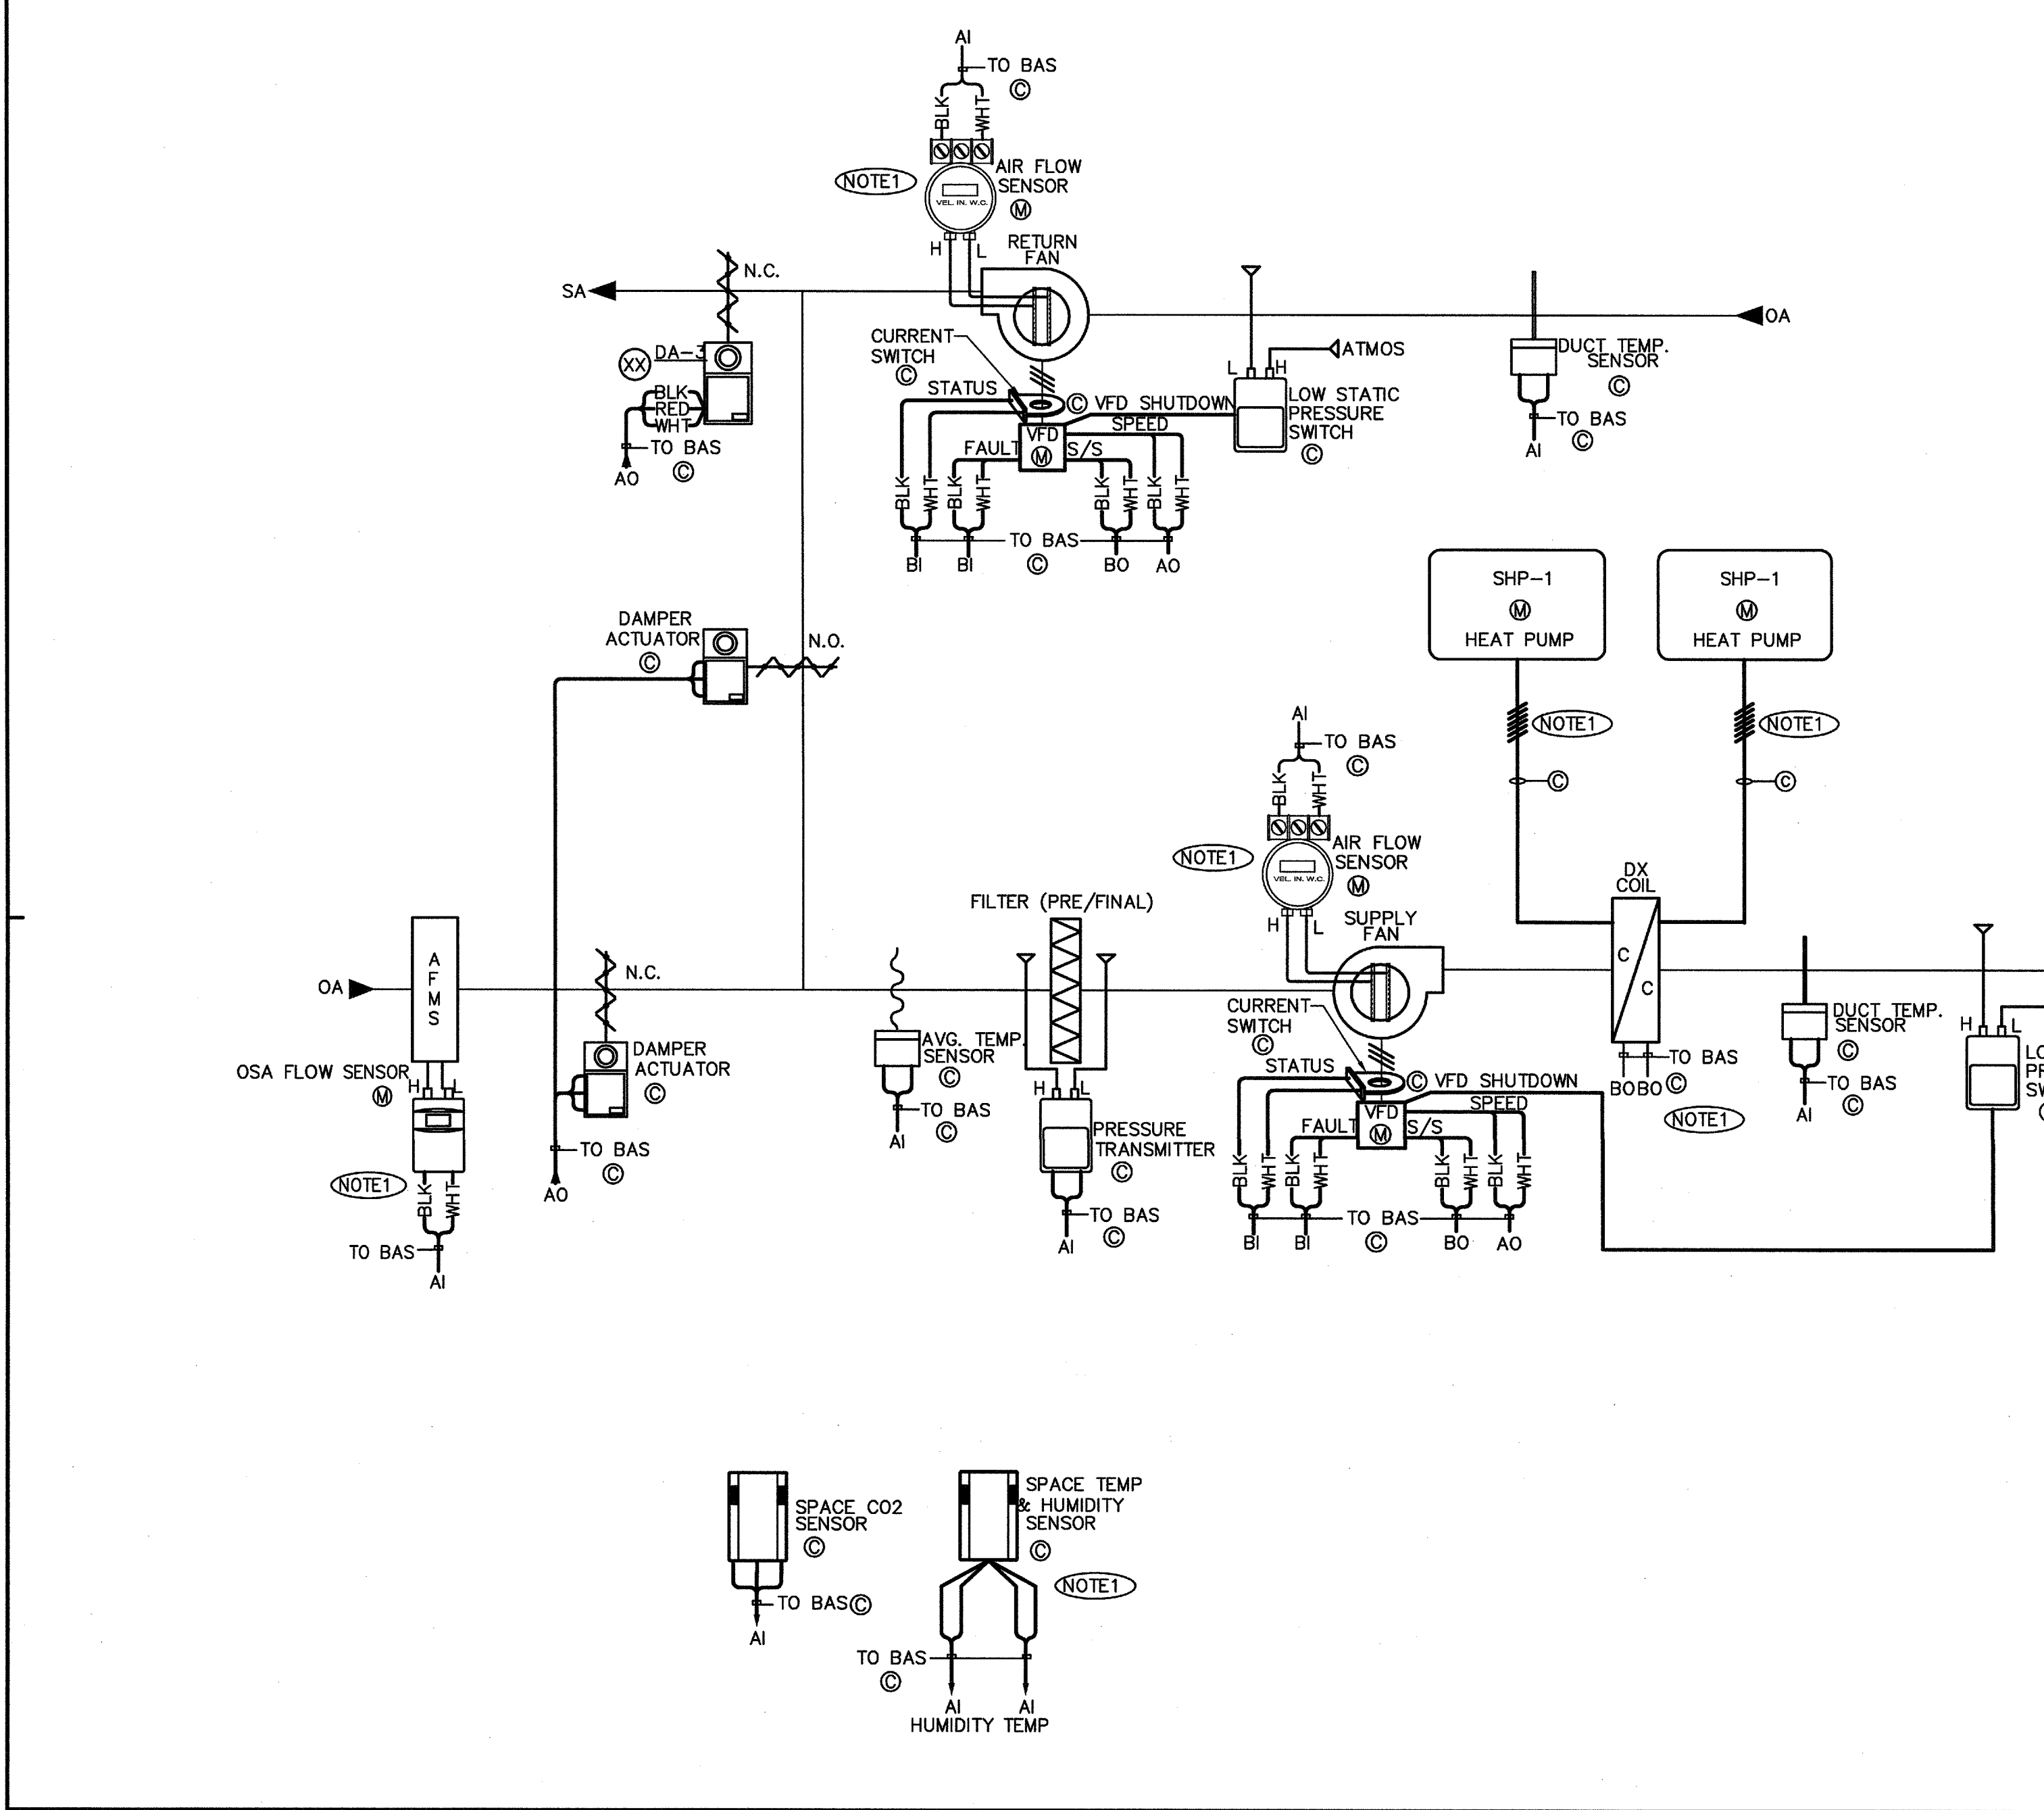 AI
TO BAS
C
BLK
WHT
NOTE1
VEL. IN. W.C.
AIR FLOW
SENSOR
M
H
L
RETURN
FAN
N.C.
SA
OA
XX
DA-3
BLK
RED
WHT
TO BAS
C
AO
CURRENT
SWITCH
C
STATUS
C
VFD SHUTDOWN
SPEED
VFD
M
FAULT
S/S
BLK
WHT
BLK
WHT
BLK
WHT
BLK
WHT
TO BAS
C
BI
BI
BO
AO
L
H
ATMOS
LOW STATIC
PRESSURE
SWITCH
C
DUCT TEMP.
SENSOR
C
TO BAS
C
AI
DAMPER
ACTUATOR
C
N.O.
SHP-1
M
HEAT PUMP
SHP-1
M
HEAT PUMP
NOTE1
NOTE1
C
C
AI
TO BAS
C
BLK
WHT
NOTE1
VEL. IN. W.C.
AIR FLOW
SENSOR
M
H
L
SUPPLY
FAN
DX
COIL
C
C
TO BAS
BO
BO
C
NOTE1
OA
AFMS
OSA FLOW SENSOR
M
H
L
NOTE1
BLK
WHT
TO BAS
AI
N.C.
DAMPER
ACTUATOR
C
TO BAS
C
AO
AVG. TEMP.
SENSOR
C
TO BAS
C
AI
FILTER (PRE/FINAL)
H
L
PRESSURE
TRANSMITTER
C
TO BAS
C
AI
CURRENT
SWITCH
C
STATUS
C
VFD SHUTDOWN
SPEED
VFD
M
FAULT
S/S
BLK
WHT
BLK
WHT
BLK
WHT
BLK
WHT
TO BAS
C
BI
BI
BO
AO
DUCT TEMP.
SENSOR
C
TO BAS
C
AI
H
L
SPACE CO2
SENSOR
C
TO BAS C
AI
SPACE TEMP
& HUMIDITY
SENSOR
C
NOTE1
TO BAS
C
AI
AI
HUMIDITY TEMP